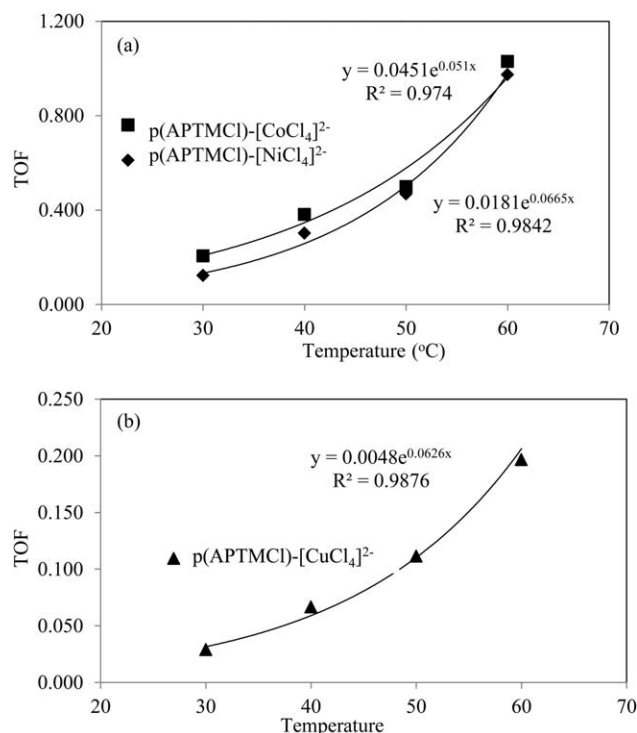 (a)
1.200
0.800
0.400
0.000
TOF
y = 0.0451e^0.051x
R² = 0.974
p(APTMCl)-[CoCl₄]²⁻
p(APTMCl)-[NiCl₄]²⁻
y = 0.0181e^0.0665x
R² = 0.9842
20 30 40 50 60 70
Temperature (°C)
(b)
0.250
0.200
0.150
0.100
0.050
0.000
TOF
y = 0.0048e^0.0626x
R² = 0.9876
p(APTMCl)-[CuCl₄]²⁻
20 30 40 50 60 70
Temperature